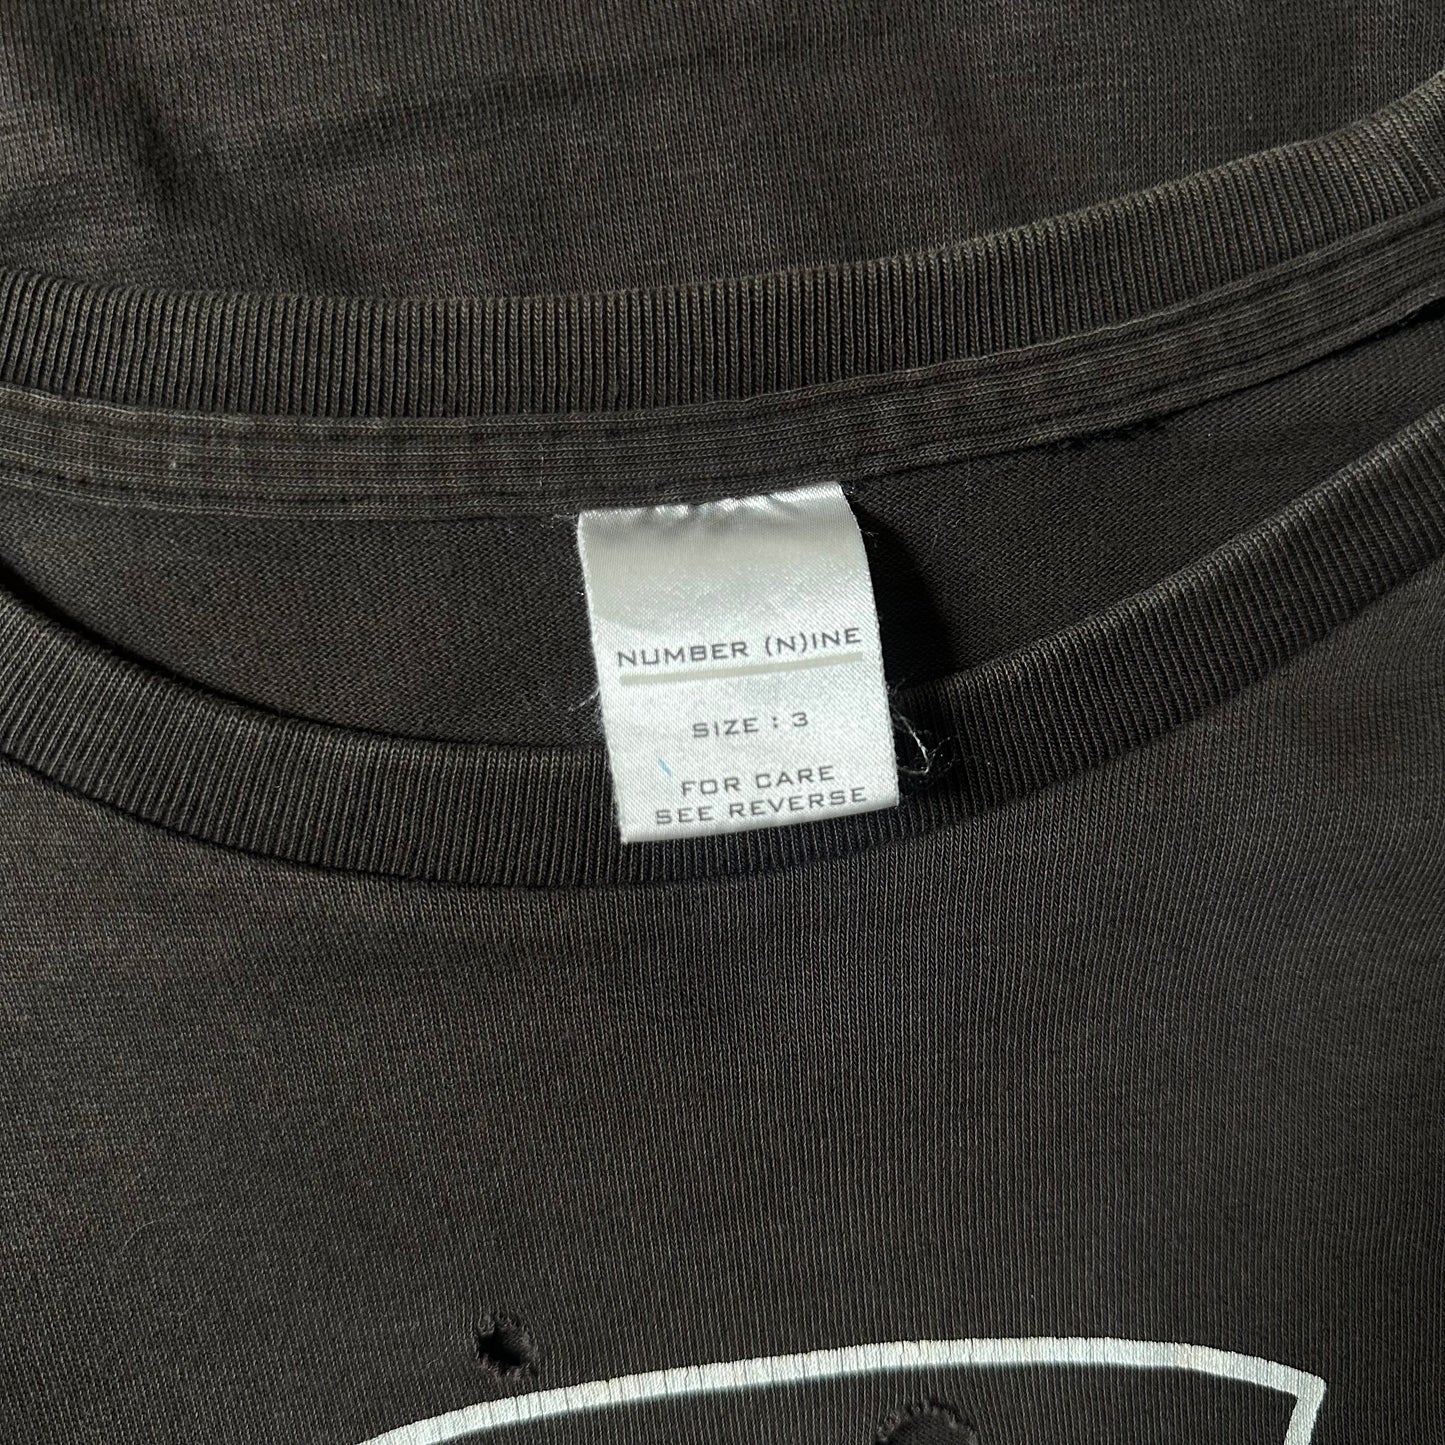 NUMBER (N)INE
SIZE : 3
FOR CARE
SEE REVERSE